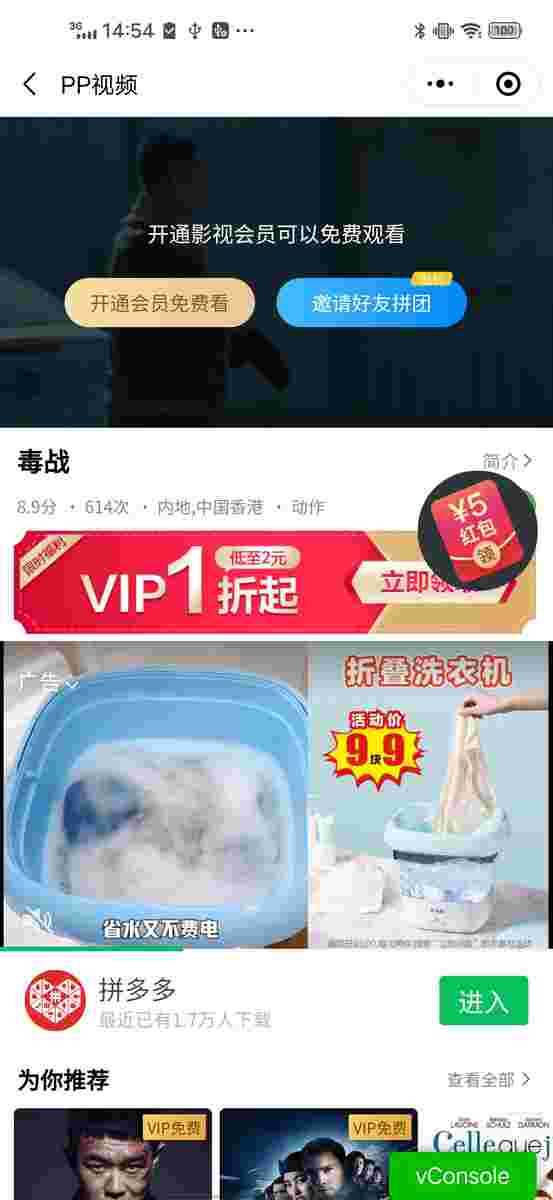 3G 14:54 100
PP视频
开通影视会员可以免费观看
开通会员免费看
邀请好友拼团
毒战
简介
8.9分 · 614次 · 内地,中国香港 · 动作
¥5
红包
领
限时福利
VIP1折起
低至2元
立即领
广告
折叠洗衣机
活动价
9块9
省水又不费电
拼多多
最近已有1.7万人下载
进入
为你推荐
查看全部
VIP免费
VIP免费
vConsole